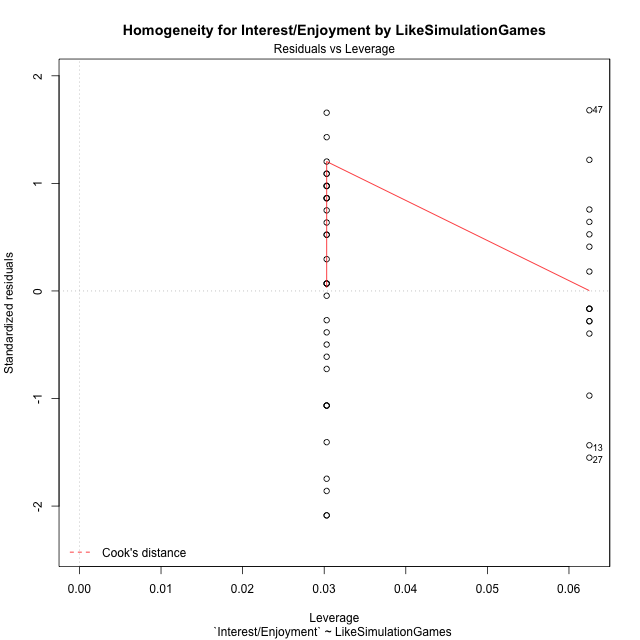 Homogeneity for Interest/Enjoyment by LikeSimulationGames
Residuals vs Leverage
2
1
0
-1
-2
Standardized residuals
47
13
27
Cook's distance
0.00 0.01 0.02 0.03 0.04 0.05 0.06
Leverage
`Interest/Enjoyment` ~ LikeSimulationGames